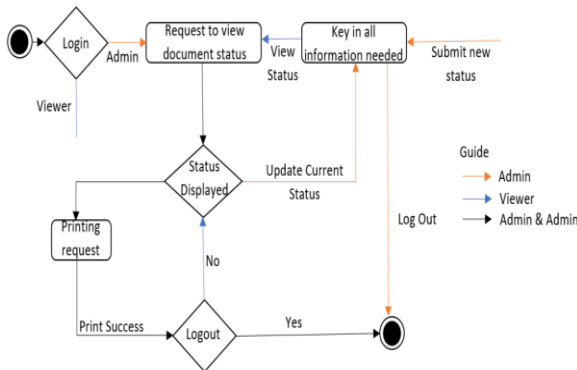 Login
Admin
Viewer
Request to view
document status
View
Status
Key in all
information needed
Submit new
status
Status
Displayed
Update Current
Status
Guide
Admin
Viewer
Admin & Admin
Log Out
Printing
request
No
Print Success
Logout
Yes